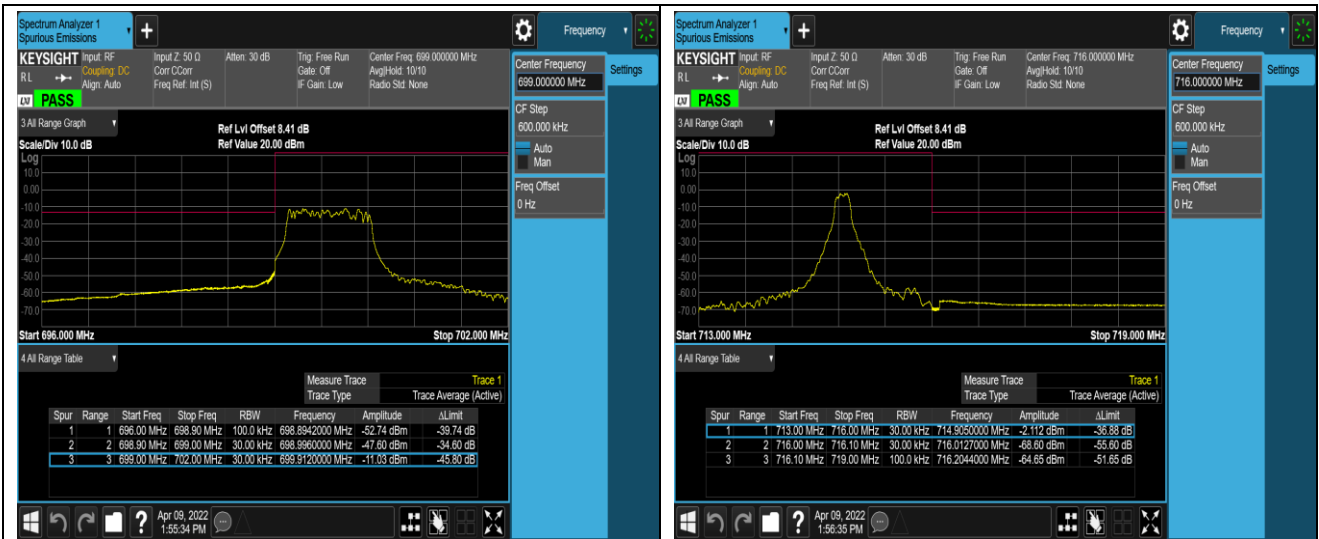 Spectrum Analyzer 1
Spurious Emissions
Frequency
KEYSIGHT
Input: RF
Coupling: DC
Align: Auto
Input Z: 50 Ω
Corr CCorr
Freq Ref: Int (S)
Atten: 30 dB
Trig: Free Run
Gate: Off
IF Gain: Low
Center Freq: 699.000000 MHz
Avg|Hold: 10/10
Radio Std: None
R L
LXI
PASS
Center Frequency
699.000000 MHz
Settings
CF Step
600.000 kHz
Auto
Man
Freq Offset
0 Hz
3 All Range Graph
Ref Lvl Offset 8.41 dB
Scale/Div 10.0 dB
Ref Value 20.00 dBm
Log
10.0
0.00
-10.0
-20.0
-30.0
-40.0
-50.0
-60.0
-70.0
Start 696.000 MHz
Stop 702.000 MHz
4 All Range Table
Measure Trace Trace 1
Trace Type Trace Average (Active)
Spur Range Start Freq Stop Freq RBW Frequency Amplitude ΔLimit
1 1 696.00 MHz 698.90 MHz 100.0 kHz 698.8942000 MHz -52.74 dBm -39.74 dB
2 2 698.90 MHz 699.00 MHz 30.00 kHz 698.9960000 MHz -47.60 dBm -34.60 dB
3 3 699.00 MHz 702.00 MHz 30.00 kHz 699.9120000 MHz -11.03 dBm -45.80 dB
Apr 09, 2022
1:55:34 PM
Spectrum Analyzer 1
Spurious Emissions
Frequency
KEYSIGHT
Input: RF
Coupling: DC
Align: Auto
Input Z: 50 Ω
Corr CCorr
Freq Ref: Int (S)
Atten: 30 dB
Trig: Free Run
Gate: Off
IF Gain: Low
Center Freq: 716.000000 MHz
Avg|Hold: 10/10
Radio Std: None
R L
LXI
PASS
Center Frequency
716.000000 MHz
Settings
CF Step
600.000 kHz
Auto
Man
Freq Offset
0 Hz
3 All Range Graph
Ref Lvl Offset 8.41 dB
Scale/Div 10.0 dB
Ref Value 20.00 dBm
Log
10.0
0.00
-10.0
-20.0
-30.0
-40.0
-50.0
-60.0
-70.0
Start 713.000 MHz
Stop 719.000 MHz
4 All Range Table
Measure Trace Trace 1
Trace Type Trace Average (Active)
Spur Range Start Freq Stop Freq RBW Frequency Amplitude ΔLimit
1 1 713.00 MHz 716.00 MHz 30.00 kHz 714.9050000 MHz -2.112 dBm -36.88 dB
2 2 716.00 MHz 716.10 MHz 30.00 kHz 716.0127000 MHz -68.60 dBm -55.60 dB
3 3 716.10 MHz 719.00 MHz 100.0 kHz 716.2044000 MHz -64.65 dBm -51.65 dB
Apr 09, 2022
1:56:35 PM